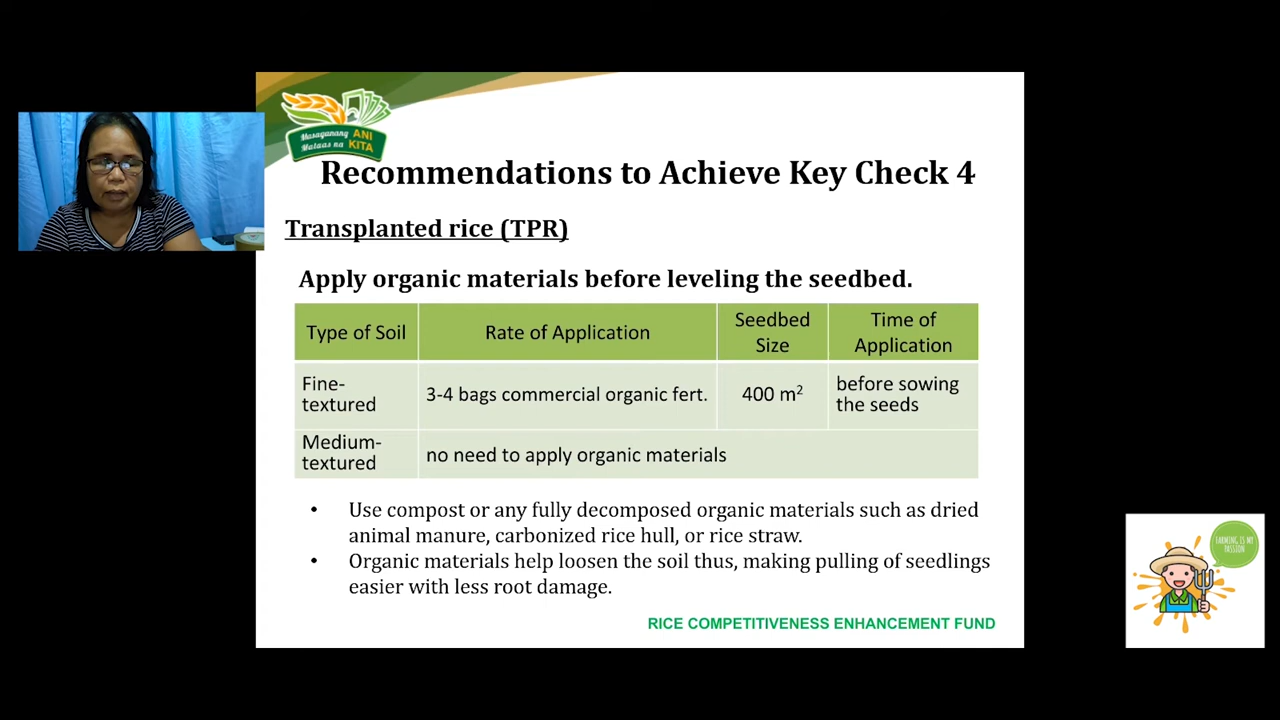 Masaganang ANI
Mataas na KITA
Recommendations to Achieve Key Check 4
Transplanted rice (TPR)
Apply organic materials before leveling the seedbed.
Type of Soil
Rate of Application
Seedbed
Size
Time of
Application
Fine-
textured
3-4 bags commercial organic fert.
400 m²
before sowing
the seeds
Medium-
textured
no need to apply organic materials
• Use compost or any fully decomposed organic materials such as dried
animal manure, carbonized rice hull, or rice straw.
• Organic materials help loosen the soil thus, making pulling of seedlings
easier with less root damage.
RICE COMPETITIVENESS ENHANCEMENT FUND
FARMING IS MY
PASSION